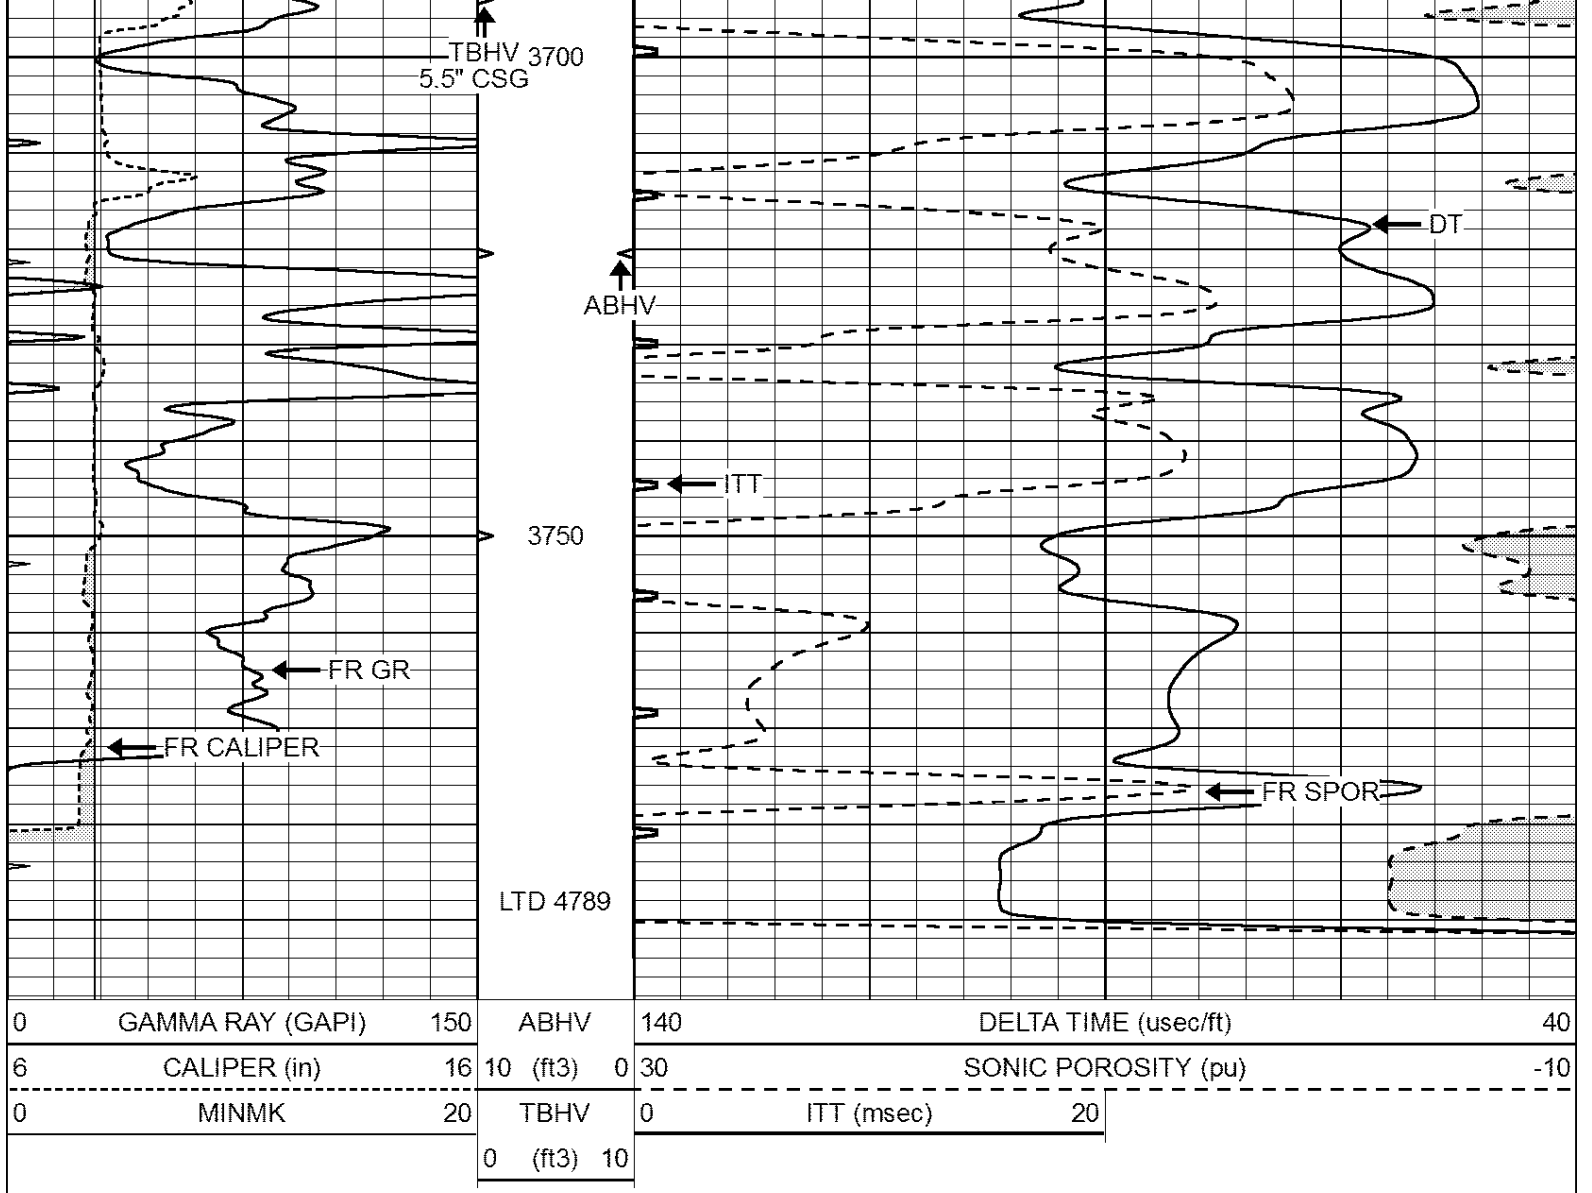 TBHV 3700
5.5" CSG
DT
ABHV
ITT
3750
FR GR
FR CALIPER
FR SPOR
LTD 4789
0 GAMMA RAY (GAPI) 150 ABHV 140 DELTA TIME (usec/ft) 40
6 CALIPER (in) 16 10 (ft3) 0 30 SONIC POROSITY (pu) -10
0 MINMK 20 TBHV 0 ITT (msec) 20
0 (ft3) 10